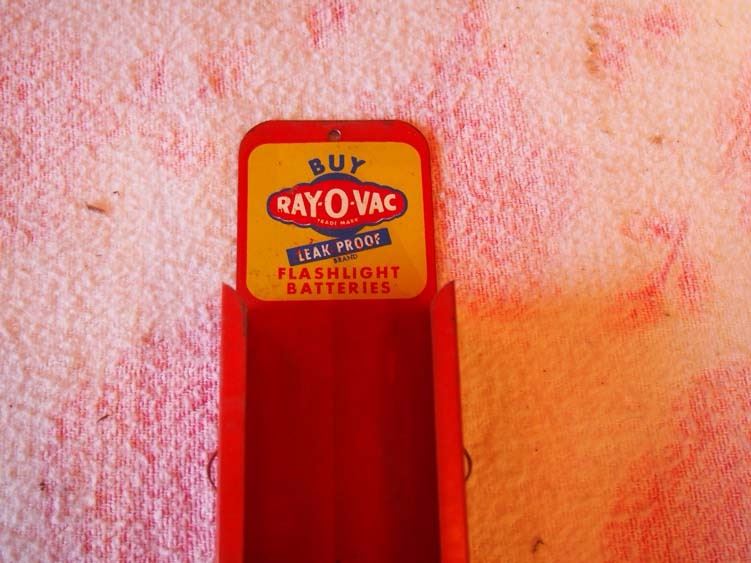 BUY
RAY-O-VAC
TRADE MARK
LEAK PROOF
BRAND
FLASHLIGHT
BATTERIES